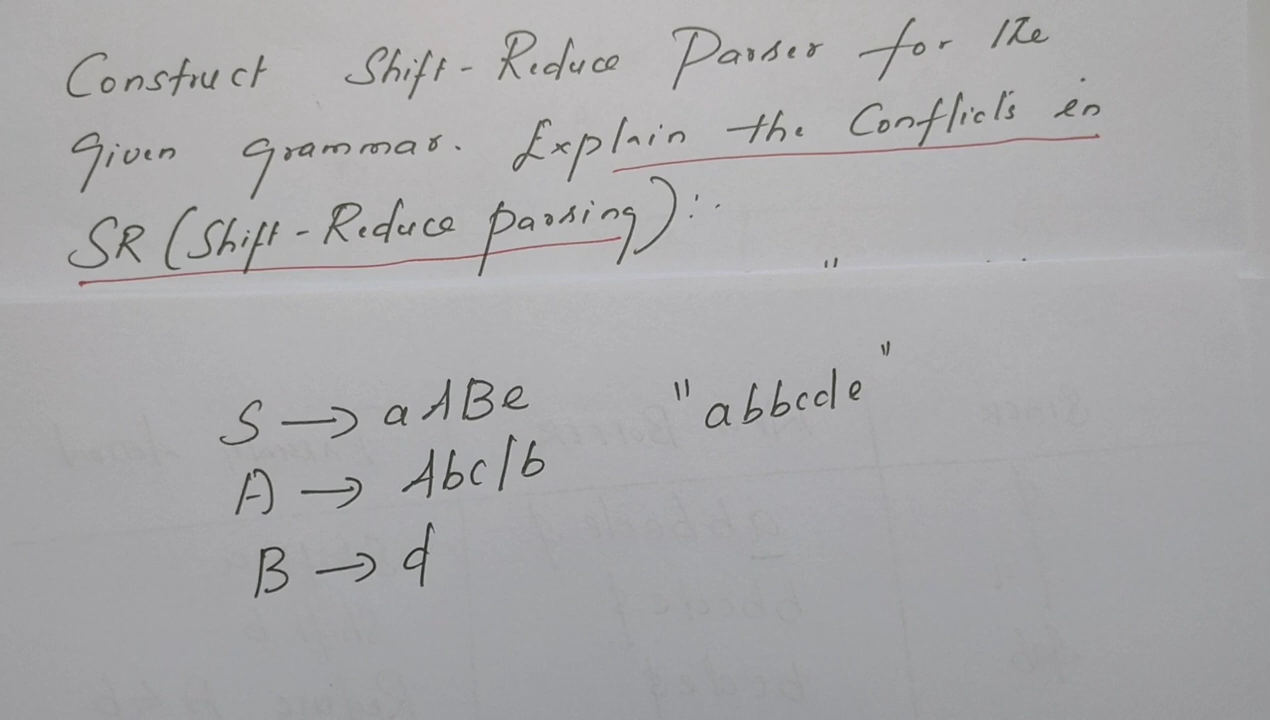 Construct Shift-Reduce Parser for the
given grammar. Explain the Conflicts in
SR (Shift-Reduce parsing):
S → aABe "abbcde"
A → Abc/b
B → d